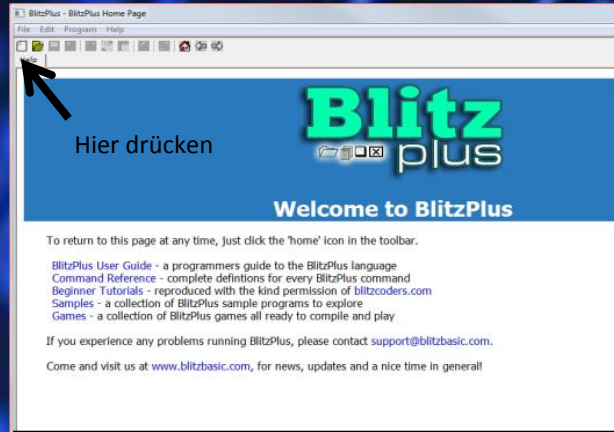 BlitzPlus - BlitzPlus Home Page
File Edit Program Help
Help
Hier drücken
Blitz
plus
Welcome to BlitzPlus
To return to this page at any time, just click the 'home' icon in the toolbar.
BlitzPlus User Guide - a programmers guide to the BlitzPlus language
Command Reference - complete defintions for every BlitzPlus command
Beginner Tutorials - reproduced with the kind permission of blitzcoders.com
Samples - a collection of BlitzPlus sample programs to explore
Games - a collection of BlitzPlus games all ready to compile and play
If you experience any problems running BlitzPlus, please contact support@blitzbasic.com.
Come and visit us at www.blitzbasic.com, for news, updates and a nice time in general!